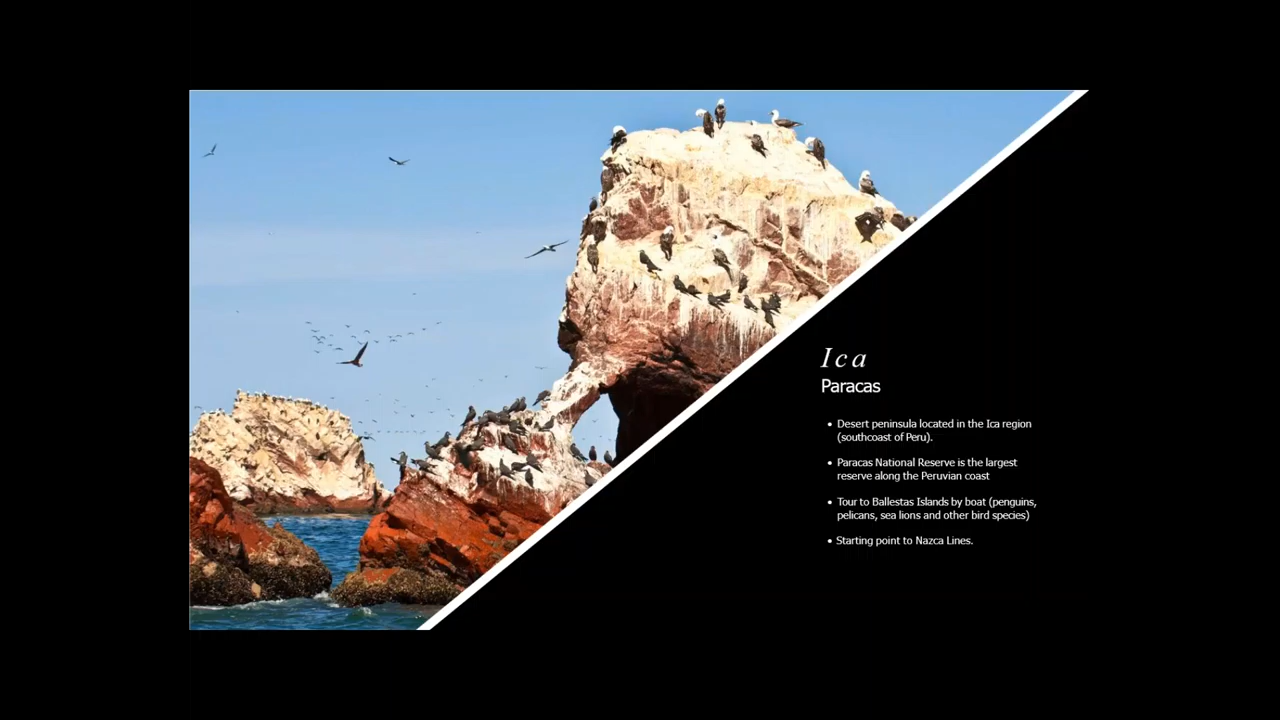 Ica
Paracas
• Desert peninsula located in the Ica region
(southcoast of Peru).
• Paracas National Reserve is the largest
reserve along the Peruvian coast
• Tour to Ballestas Islands by boat (penguins,
pelicans, sea lions and other bird species)
• Starting point to Nazca Lines.